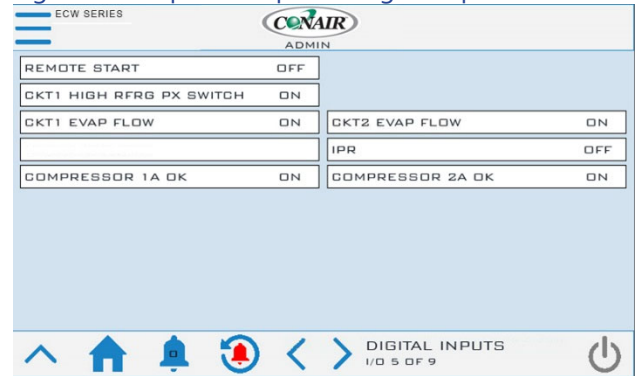 ECW SERIES
CONAIR
ADMIN
REMOTE START OFF
CKT1 HIGH RFRG PX SWITCH ON
CKT1 EVAP FLOW ON CKT2 EVAP FLOW ON
IPR OFF
COMPRESSOR 1A OK ON COMPRESSOR 2A OK ON
0
DIGITAL INPUTS
I/O 5 OF 9